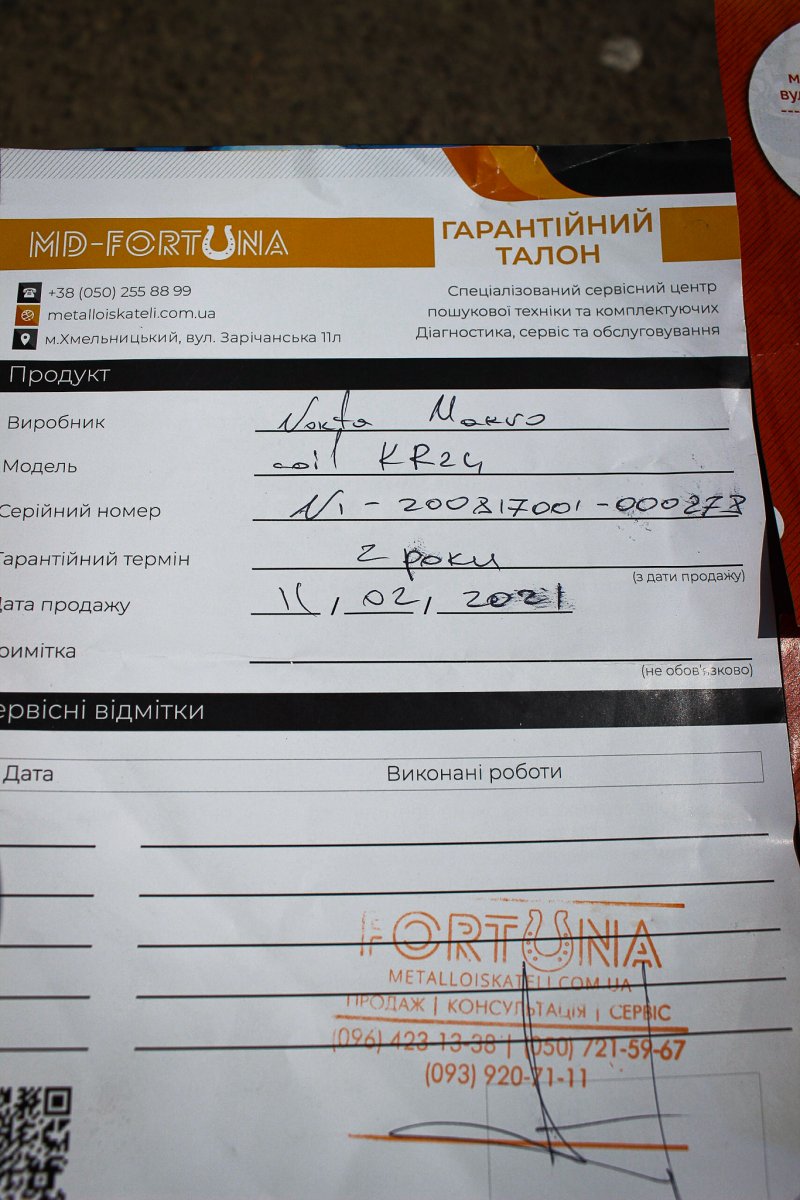 м
вул
MD-FORTUNA
ГАРАНТІЙНИЙ
ТАЛОН
+38 (050) 255 88 99
metalloiskateli.com.ua
м.Хмельницький, вул. Зарічанська 11л
Спеціалізований сервісний центр
пошукової техніки та комплектуючих
Діагностика, сервіс та обслуговування
Продукт
Виробник Nokta Makro
Модель coil KR24
Серійний номер N1-200817001-000278
Гарантійний термін 2 роки
(з дати продажу)
Дата продажу 11, 02, 2021
римітка
(не обов'язково)
ервісні відмітки
Дата Виконані роботи
FORTUNA
METALLOISKATELI.COM.UA
ПРОДАЖ | КОНСУЛЬТАЦІЯ | СЕРВІС
(096) 423-13-38 | (050) 721-59-67
(093) 920-71-11